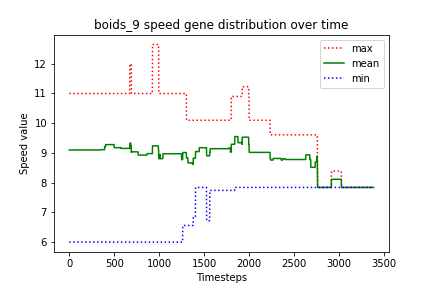 boids_9 speed gene distribution over time
max
mean
min
Speed value
12
11
10
9
8
7
6
0 500 1000 1500 2000 2500 3000 3500
Timesteps